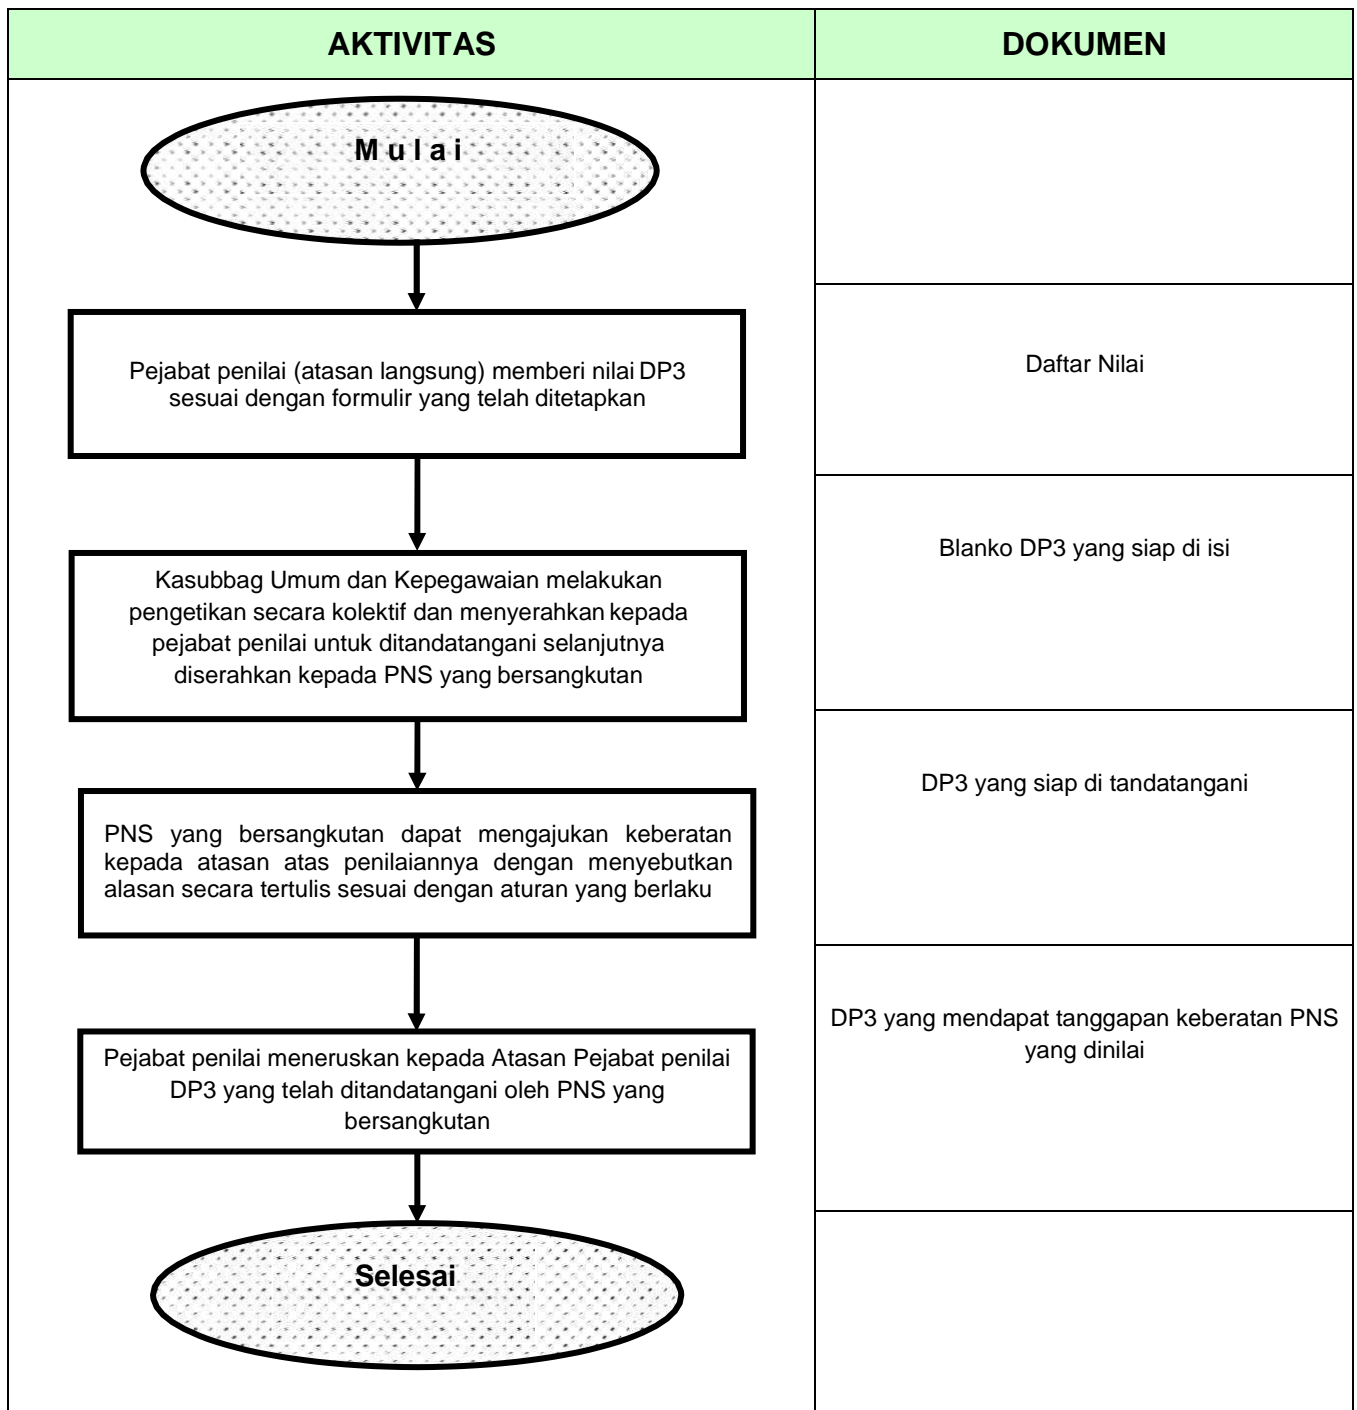 AKTIVITAS
DOKUMEN
M u l a i
Pejabat penilai (atasan langsung) memberi nilai DP3
sesuai dengan formulir yang telah ditetapkan
Daftar Nilai
Kasubbag Umum dan Kepegawaian melakukan
pengetikan secara kolektif dan menyerahkan kepada
pejabat penilai untuk ditandatangani selanjutnya
diserahkan kepada PNS yang bersangkutan
Blanko DP3 yang siap di isi
PNS yang bersangkutan dapat mengajukan keberatan
kepada atasan atas penilaiannya dengan menyebutkan
alasan secara tertulis sesuai dengan aturan yang berlaku
DP3 yang siap di tandatangani
Pejabat penilai meneruskan kepada Atasan Pejabat penilai
DP3 yang telah ditandatangani oleh PNS yang
bersangkutan
DP3 yang mendapat tanggapan keberatan PNS
yang dinilai
Selesai